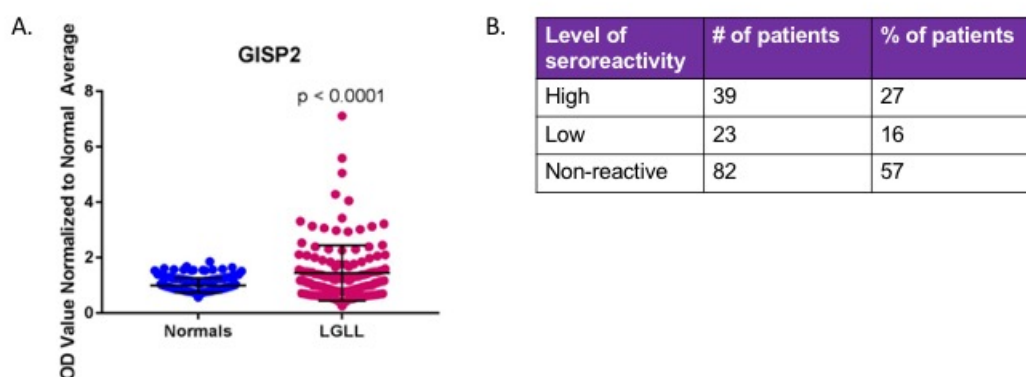 A.
GISP2
p < 0.0001
OD Value Normalized to Normal Average
8
6
4
2
0
Normals LGLL
B.
Level of seroreactivity # of patients % of patients
High 39 27
Low 23 16
Non-reactive 82 57